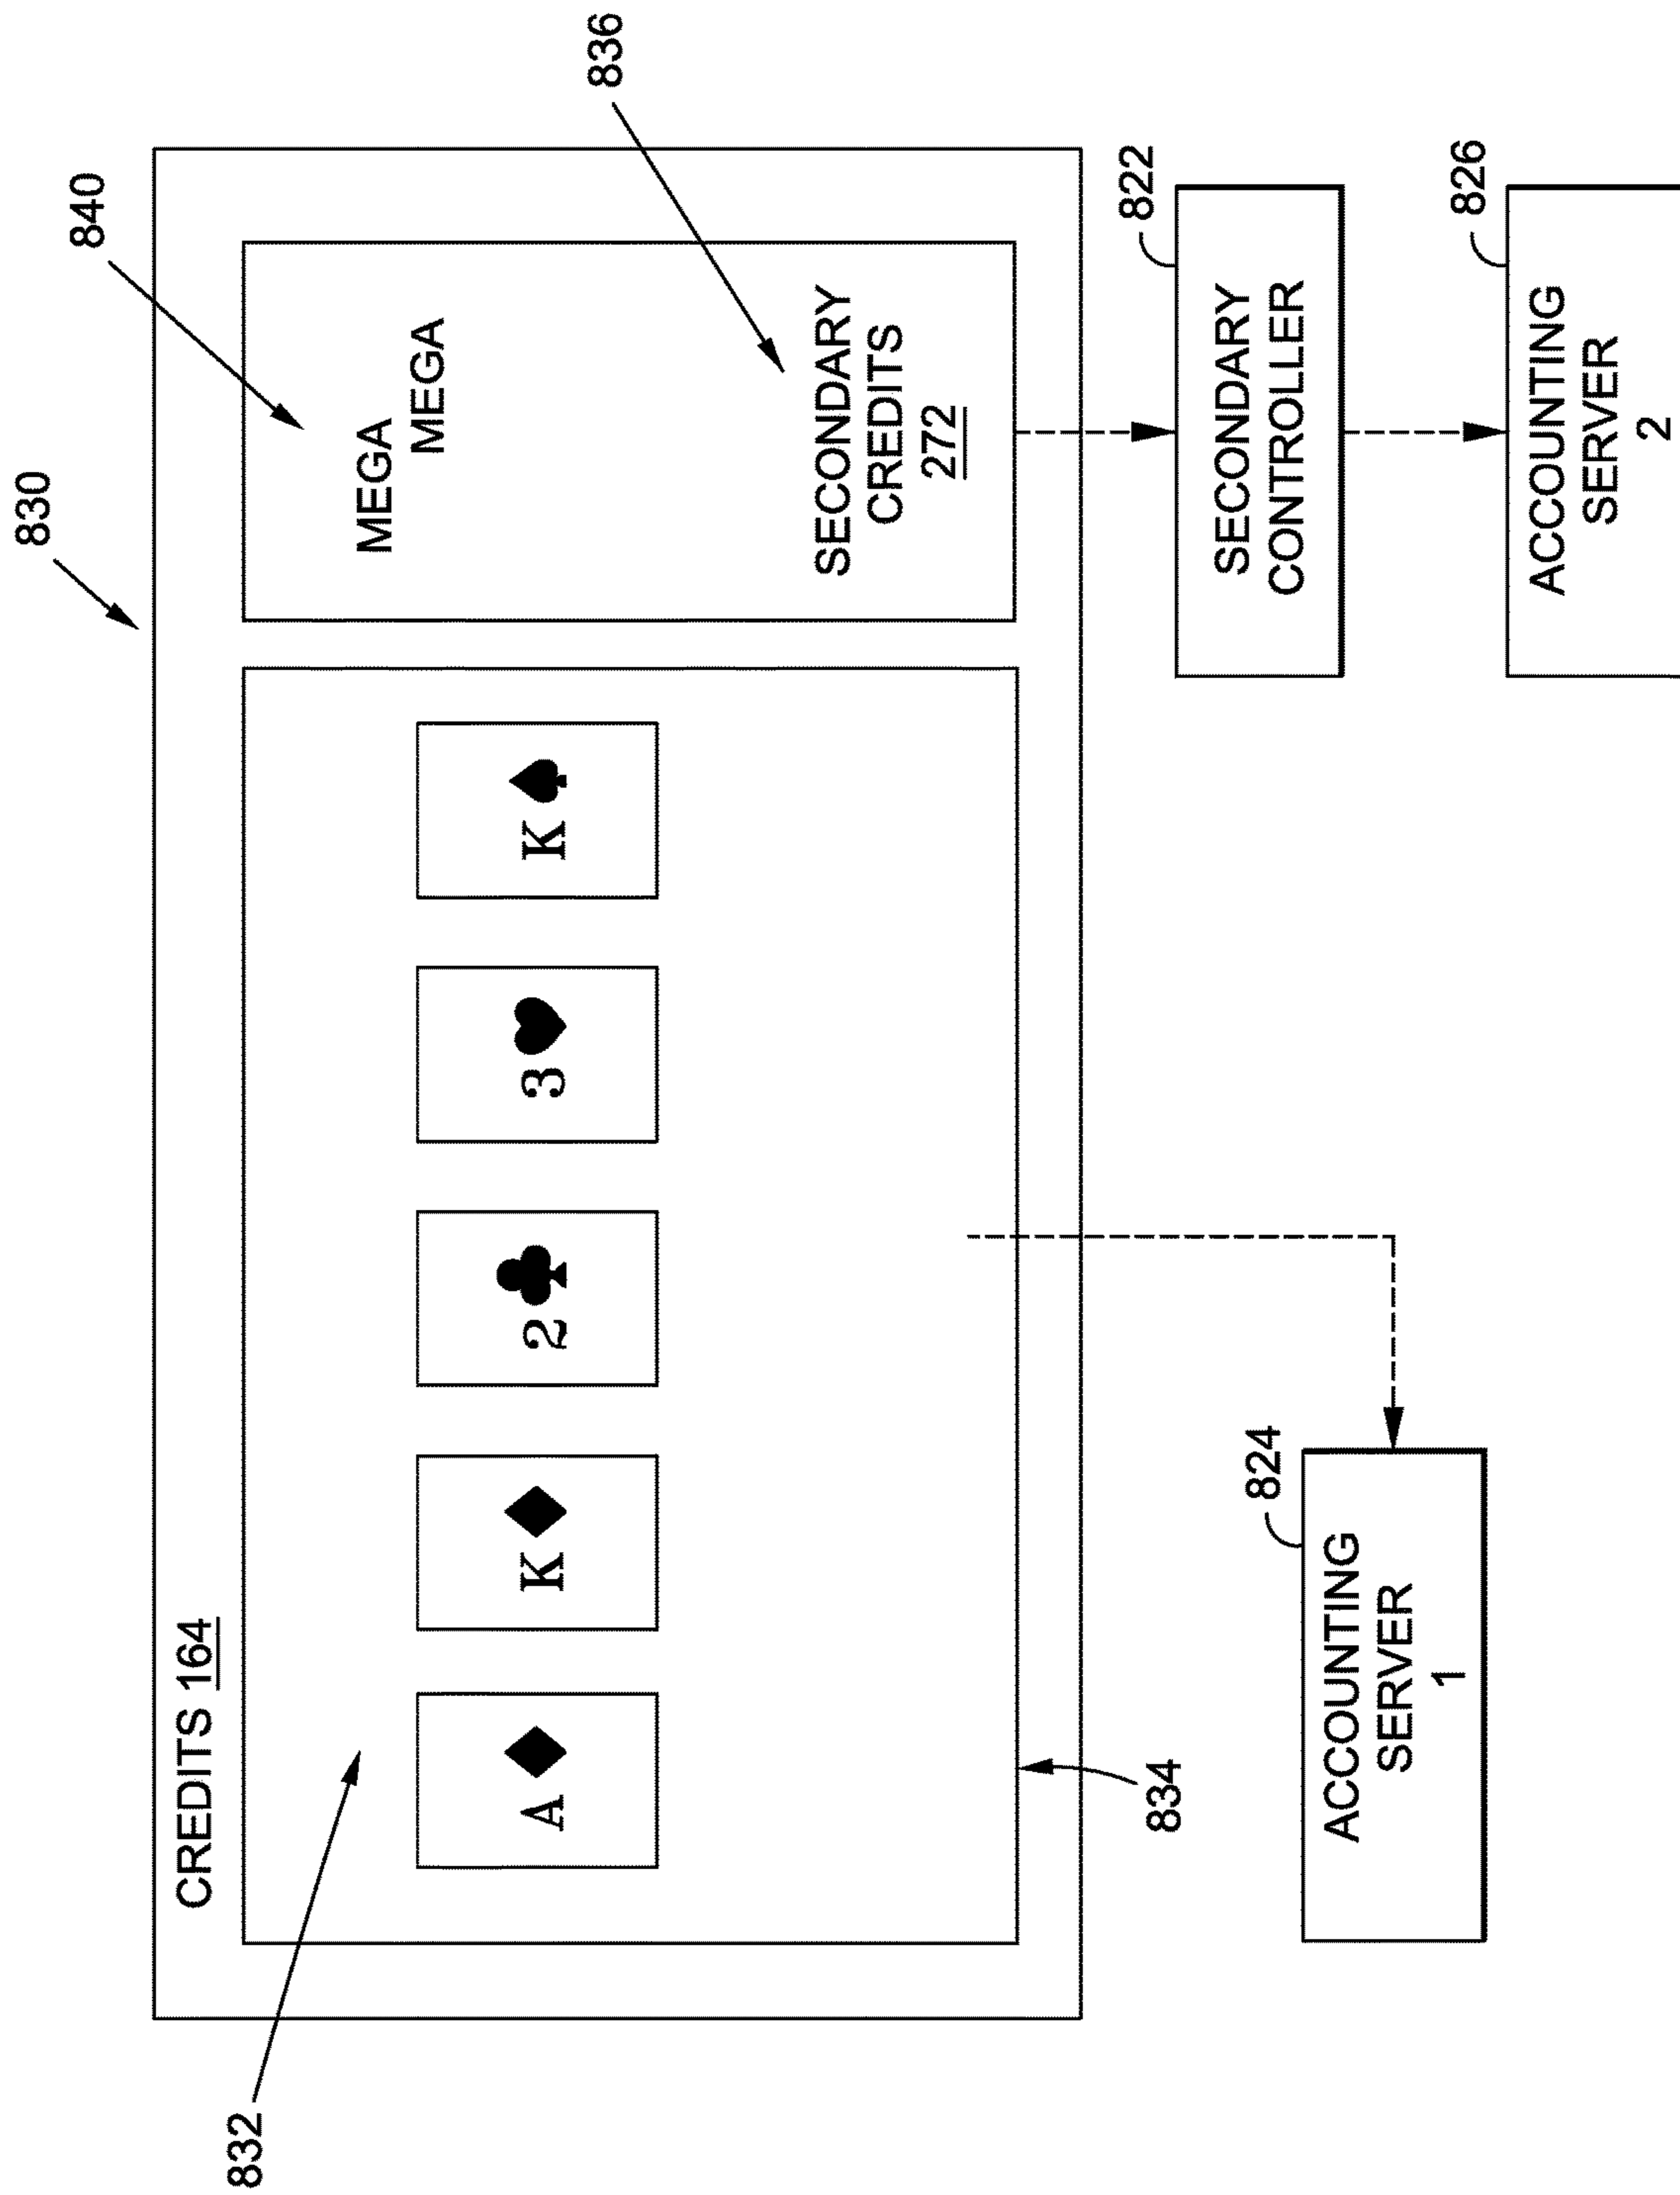 830
840
836
CREDITS 164
MEGA
MEGA
832
A♦
K♦
2♣
3♥
K♠
SECONDARY
CREDITS
272
834
822
SECONDARY
CONTROLLER
824
ACCOUNTING
SERVER
1
826
ACCOUNTING
SERVER
2